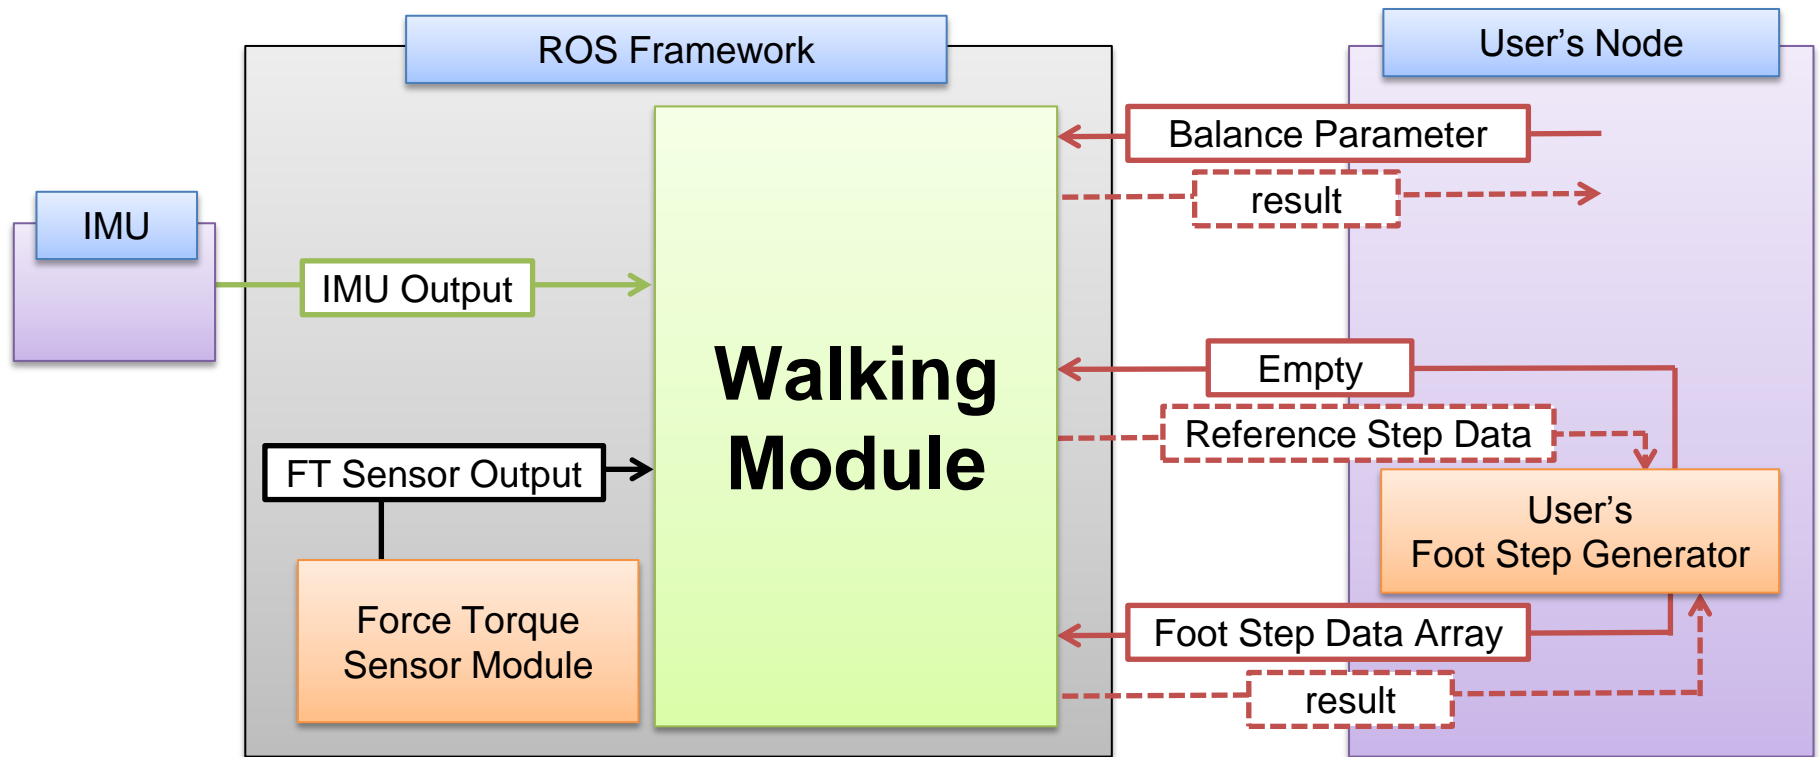 ROS Framework
User’s Node
Balance Parameter
result
IMU
IMU Output
Walking
Module
Empty
Reference Step Data
FT Sensor Output
User’s
Foot Step Generator
Force Torque
Sensor Module
Foot Step Data Array
result